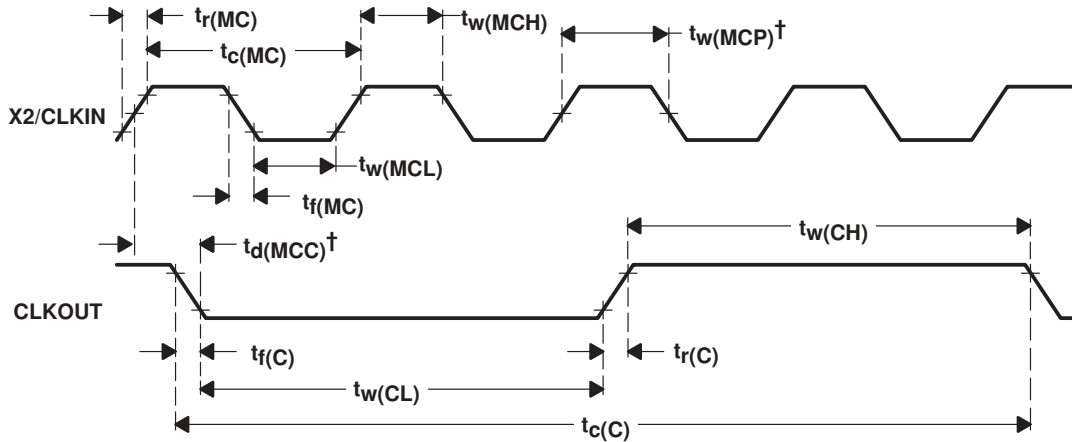 tr(MC)
tw(MCH)
tw(MCP)†
tc(MC)
X2/CLKIN
tw(MCL)
tf(MC)
td(MCC)†
tw(CH)
CLKOUT
tf(C)
tr(C)
tw(CL)
tc(C)